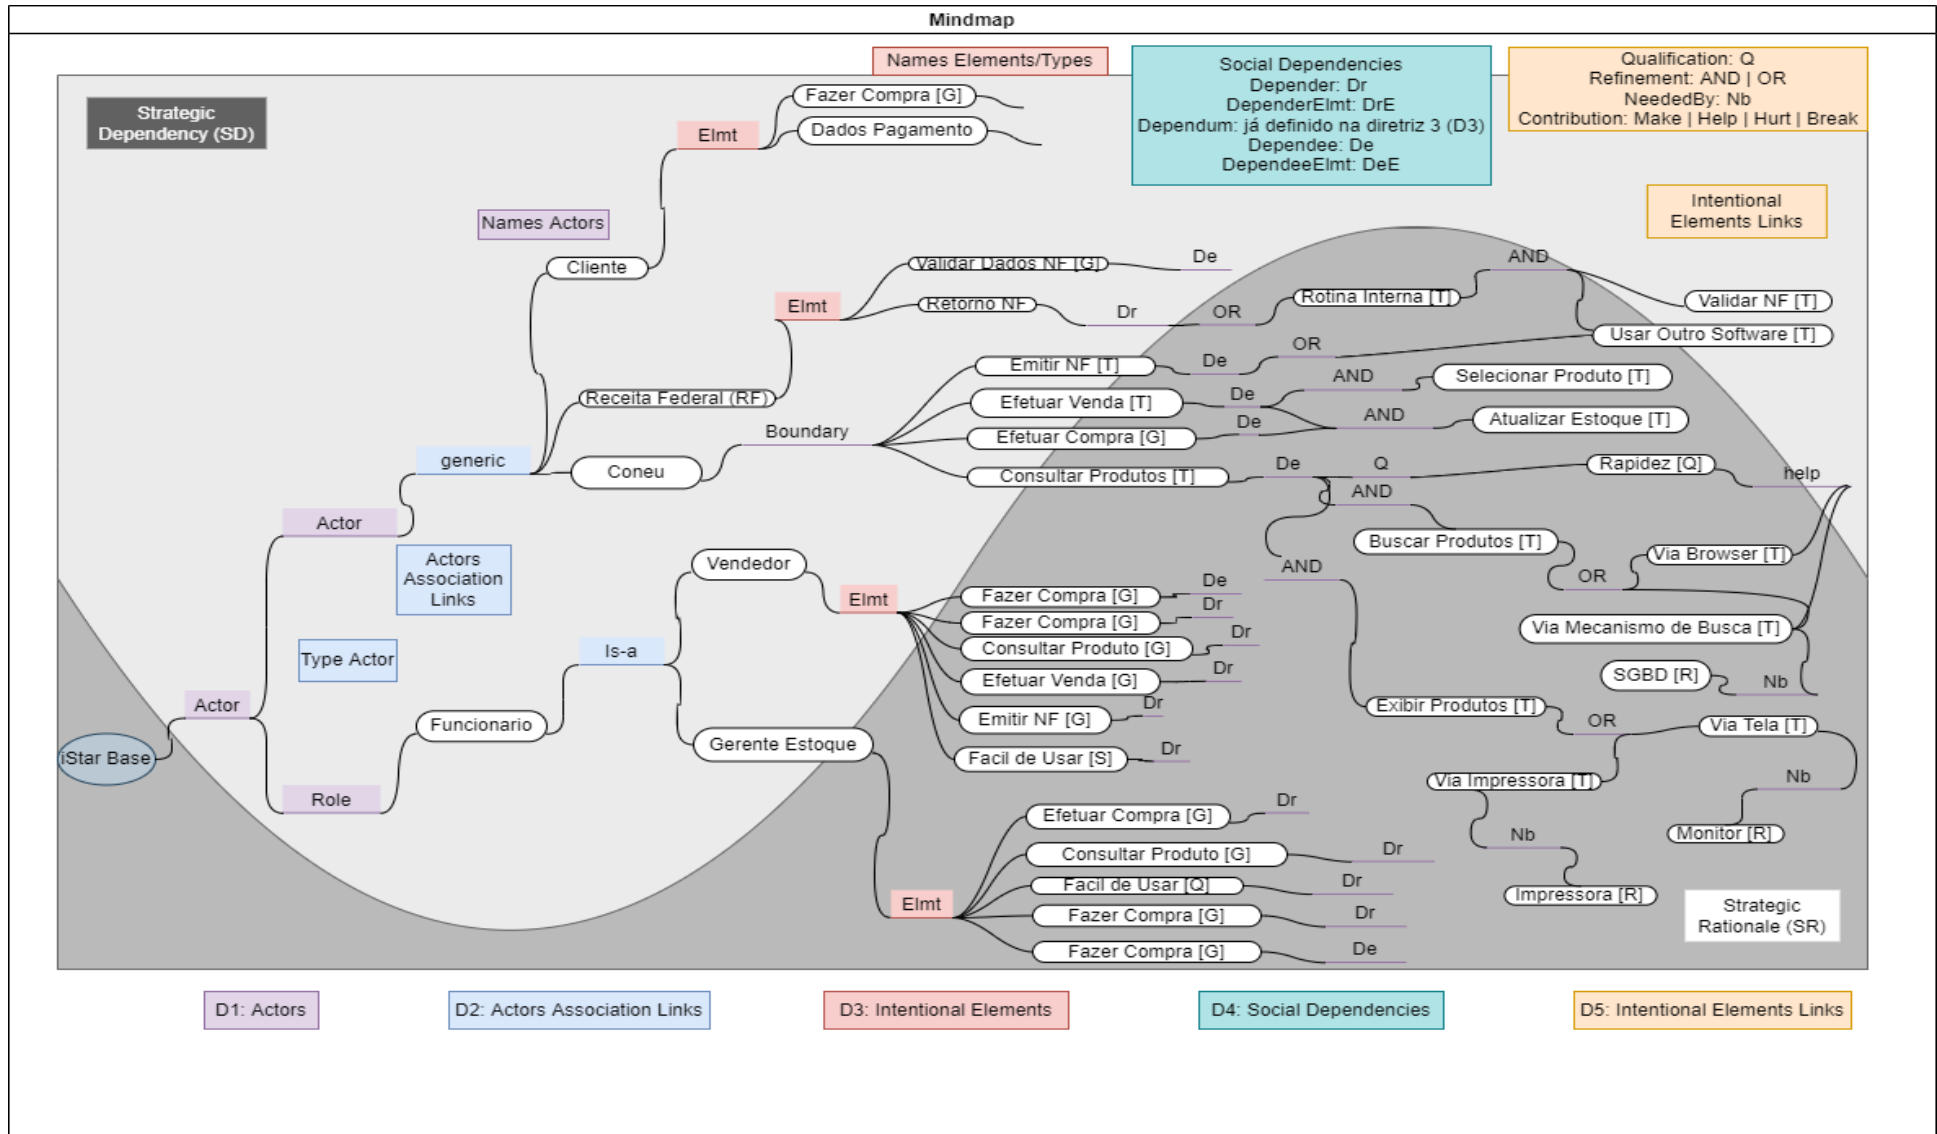 Mindmap
Names Elements/Types
Social Dependencies
Depender: Dr
DependerElmt: DrE
Dependum: já definido na diretriz 3 (D3)
Dependee: De
DependeeElmt: DeE
Qualification: Q
Refinement: AND | OR
NeededBy: Nb
Contribution: Make | Help | Hurt | Break
Strategic
Dependency (SD)
Fazer Compra [G]
Elmt
Dados Pagamento
Names Actors
Intentional
Elements Links
Cliente
Validar Dados NF [G]
De
AND
Elmt
Retorno NF
Dr
OR
Rotina Interna [T]
Validar NF [T]
Usar Outro Software [T]
Emitir NF [T]
De
OR
Receita Federal (RF)
Efetuar Venda [T]
De
AND
Selecionar Produto [T]
Boundary
Efetuar Compra [G]
De
AND
Atualizar Estoque [T]
generic
Coneu
Consultar Produtos [T]
De
Q
Rapidez [Q]
help
AND
Actor
Buscar Produtos [T]
Via Browser [T]
Actors
Association
Links
Vendedor
AND
OR
Elmt
Fazer Compra [G]
De
Fazer Compra [G]
Dr
Via Mecanismo de Busca [T]
Type Actor
Is-a
Consultar Produto [G]
Dr
Efetuar Venda [G]
Dr
SGBD [R]
Nb
Actor
Funcionario
Emitir NF [G]
Dr
Exibir Produtos [T]
OR
Via Tela [T]
iStar Base
Gerente Estoque
Facil de Usar [S]
Dr
Via Impressora [T]
Nb
Role
Efetuar Compra [G]
Dr
Nb
Monitor [R]
Consultar Produto [G]
Dr
Facil de Usar [Q]
Dr
Impressora [R]
Elmt
Fazer Compra [G]
Dr
Strategic
Rationale (SR)
Fazer Compra [G]
De
D1: Actors
D2: Actors Association Links
D3: Intentional Elements
D4: Social Dependencies
D5: Intentional Elements Links